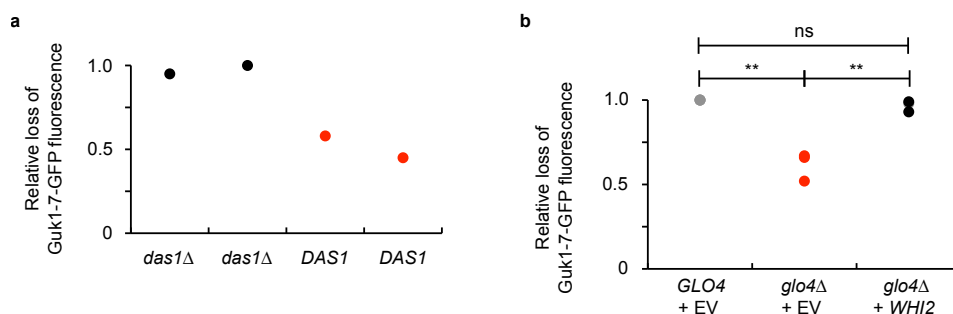 a
Relative loss of
Guk1-7-GFP fluorescence
1.0
0.5
0
das1Δ
das1Δ
DAS1
DAS1
b
ns
**
**
Relative loss of
Guk1-7-GFP fluorescence
1.0
0.5
0
GLO4
+ EV
glo4Δ
+ EV
glo4Δ
+ WHI2